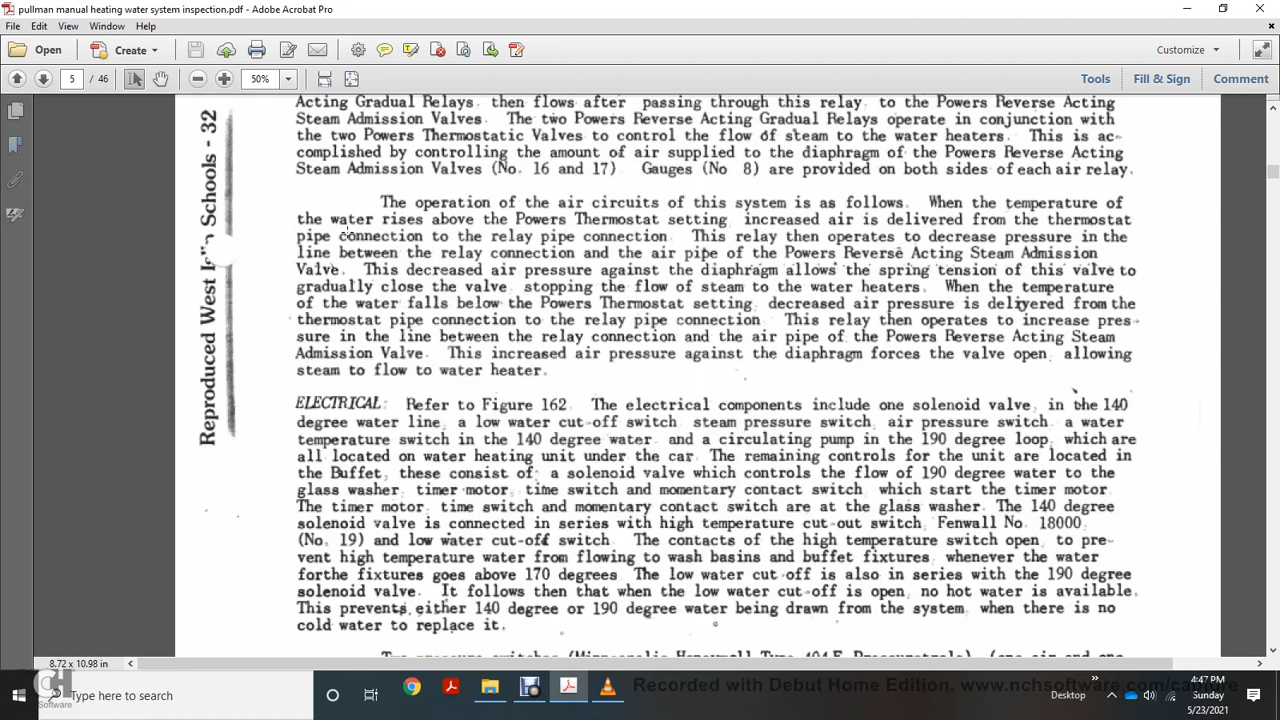 pullman manual heating water system inspection.pdf - Adobe Acrobat Pro
File Edit View Window Help
Open Create Customize
5 / 46 50% Tools Fill & Sign Comment
Reproduced West Schools - 32
Acting Gradual Relays, then flows after passing through this relay, to the Powers Reverse Acting
Steam Admission Valves. The two Powers Reverse Acting Gradual Relays operate in conjunction with
the two Powers Thermostatic Valves to control the flow of steam to the water heaters. This is ac-
complished by controlling the amount of air supplied to the diaphragm of the Powers Reverse Acting
Steam Admission Valves (No. 16 and 17). Gauges (No 8) are provided on both sides of each air relay.
The operation of the air circuits of this system is as follows. When the temperature of
the water rises above the Powers Thermostat setting, increased air is delivered from the thermostat
pipe connection to the relay pipe connection. This relay then operates to decrease pressure in the
line between the relay connection and the air pipe of the Powers Reverse Acting Steam Admission
Valve. This decreased air pressure against the diaphragm allows the spring tension of this valve to
gradually close the valve, stopping the flow of steam to the water heaters. When the temperature
of the water falls below the Powers Thermostat setting, decreased air pressure is delivered from the
thermostat pipe connection to the relay pipe connection. This relay then operates to increase pres-
sure in the line between the relay connection and the air pipe of the Powers Reverse Acting Steam
Admission Valve. This increased air pressure against the diaphragm forces the valve open, allowing
steam to flow to water heater.
ELECTRICAL: Refer to Figure 162. The electrical components include one solenoid valve, in the 140
degree water line, a low water cut-off switch, steam pressure switch, air pressure switch, a water
temperature switch in the 140 degree water, and a circulating pump in the 190 degree loop, which are
all located on water heating unit under the car. The remaining controls for the unit are located in
the Buffet, these consist of: a solenoid valve which controls the flow of 190 degree water to the
glass washer, timer motor, time switch and momentary contact switch, which start the timer motor.
The timer motor, time switch and momentary contact switch are at the glass washer. The 140 degree
solenoid valve is connected in series with high temperature cut-out switch, Fenwall No. 18000,
(No. 19) and low water cut-off switch. The contacts of the high temperature switch open, to pre-
vent high temperature water from flowing to wash basins and buffet fixtures, whenever the water
forthe fixtures goes above 170 degrees. The low water cut-off is also in series with the 190 degree
solenoid valve. It follows then that when the low water cut-off is open, no hot water is available.
This prevents either 140 degree or 190 degree water being drawn from the system, when there is no
cold water to replace it.
Two pressure switches (Minneapolis Honeywell Type 404 E Pressuretrols), (one air and one
8.72 x 10.98 in
Recorded with Debut Home Edition. www.nchsoftware.com/capture
CH Software
Type here to search
Desktop
4:47 PM
Sunday
5/23/2021